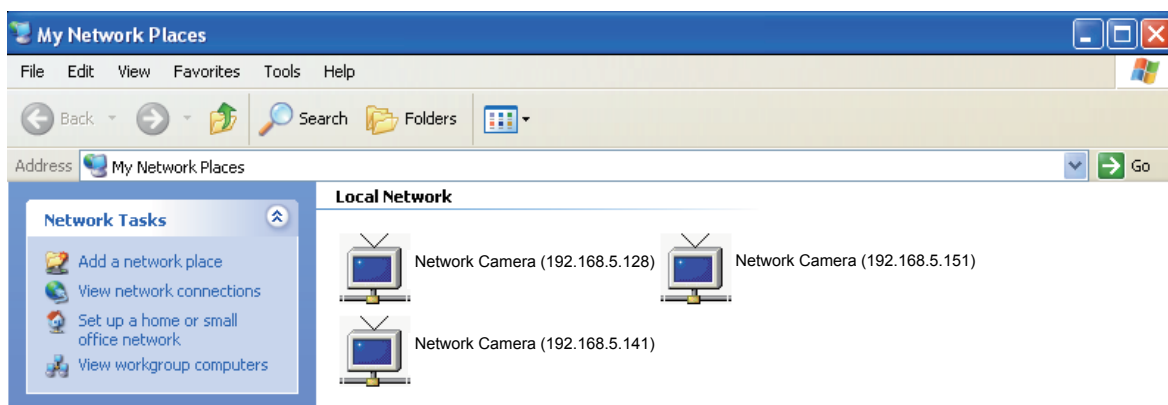 My Network Places
File Edit View Favorites Tools Help
Back Search Folders
Address My Network Places Go
Network Tasks
Add a network place
View network connections
Set up a home or small
office network
View workgroup computers
Local Network
Network Camera (192.168.5.128) Network Camera (192.168.5.151)
Network Camera (192.168.5.141)